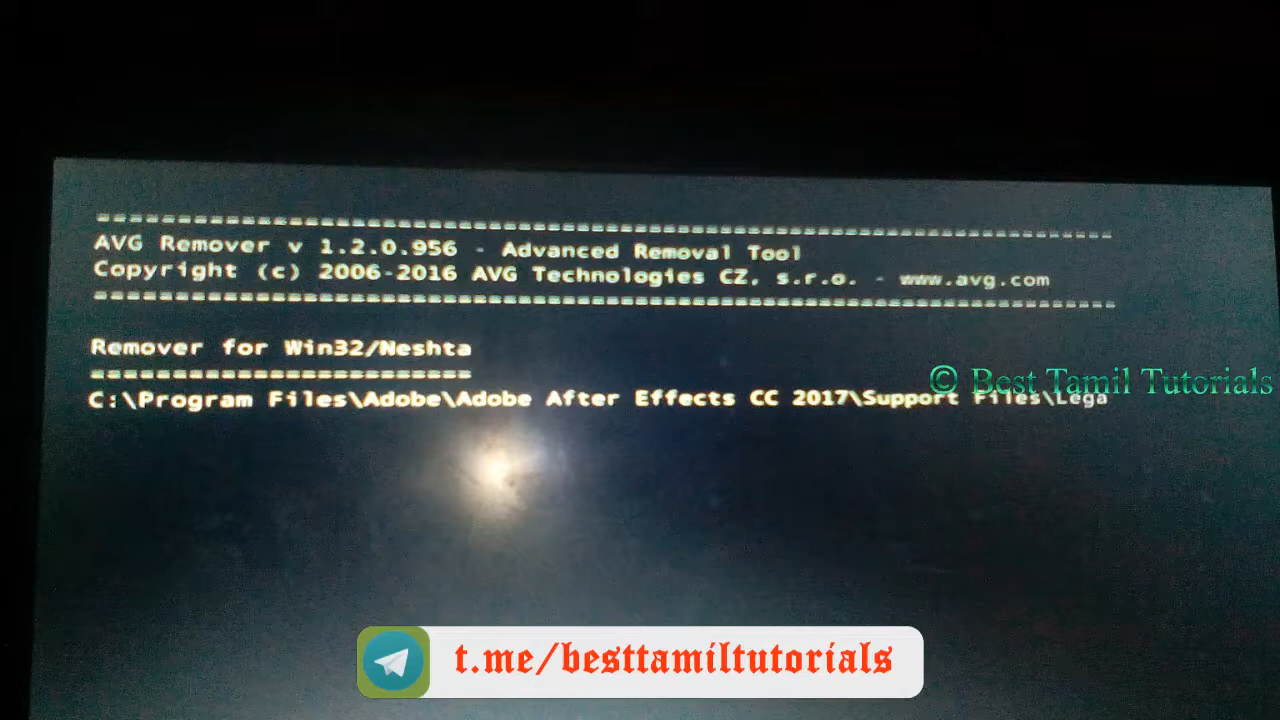 =================================================================
AVG Remover v 1.2.0.956 - Advanced Removal Tool
Copyright (c) 2006-2016 AVG Technologies CZ, s.r.o. - www.avg.com
=================================================================
Remover for Win32/Neshta
========================
C:\Program Files\Adobe\Adobe After Effects CC 2017\Support Files\Lega
© Best Tamil Tutorials
t.me/besttamiltutorials